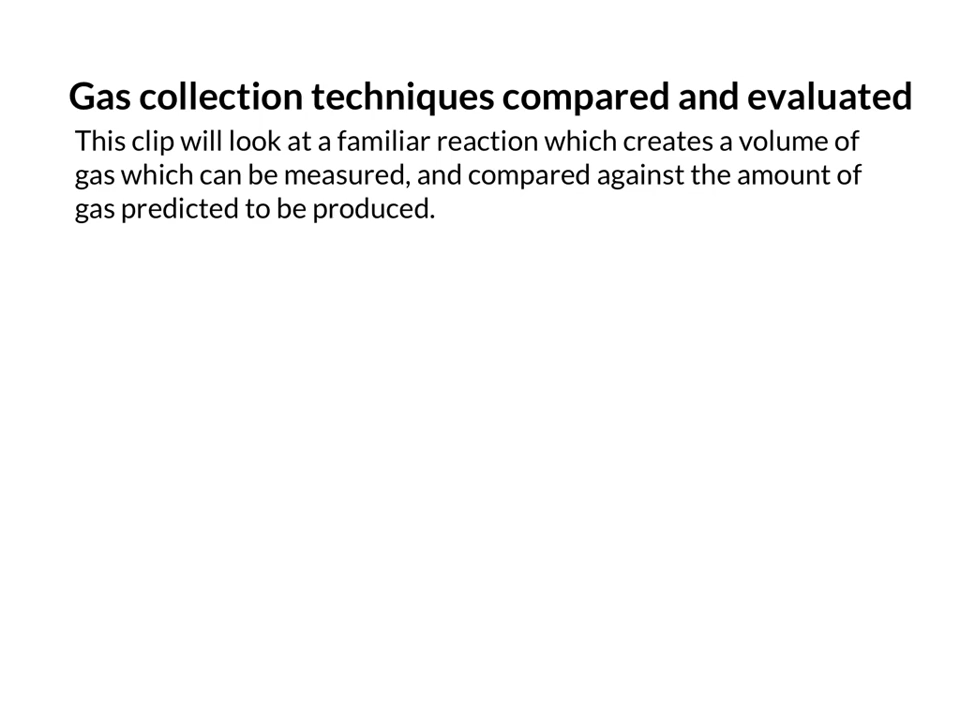 Gas collection techniques compared and evaluated
This clip will look at a familiar reaction which creates a volume of
gas which can be measured, and compared against the amount of
gas predicted to be produced.